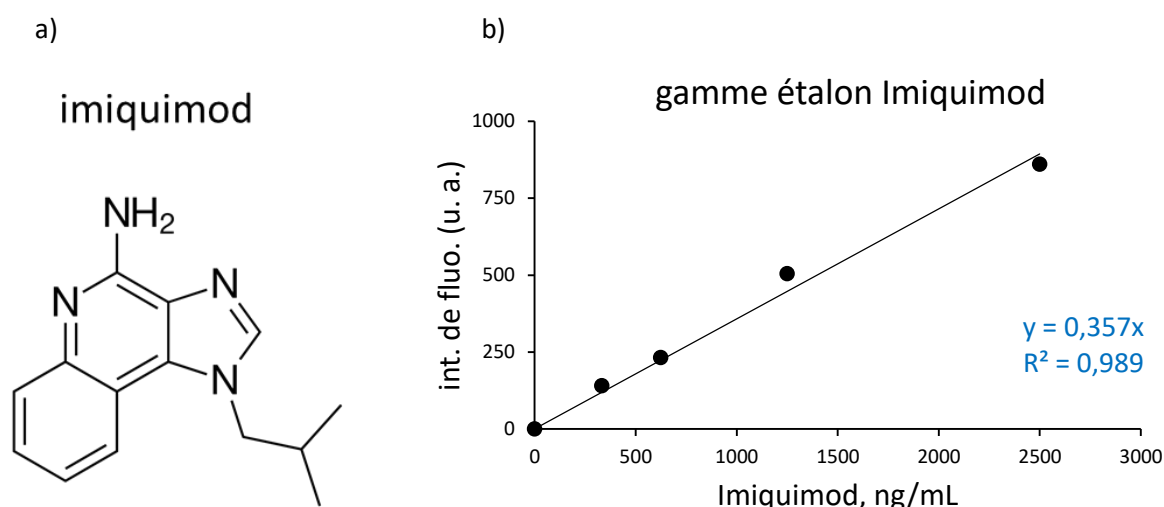 a)
imiquimod
NH2
N
N
N
b)
gamme étalon Imiquimod
int. de fluo. (u. a.)
1000
750
500
250
0
y = 0,357x
R² = 0,989
0 500 1000 1500 2000 2500 3000
Imiquimod, ng/mL